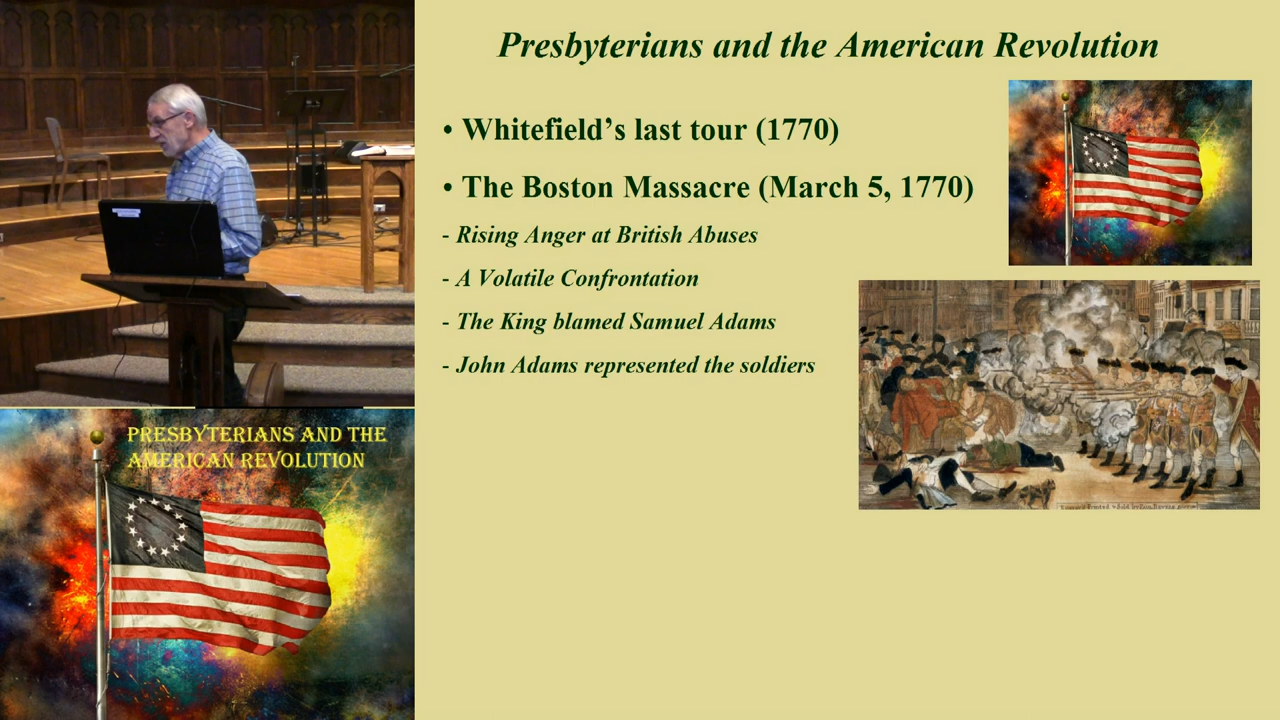 Presbyterians and the American Revolution
• Whitefield’s last tour (1770)
• The Boston Massacre (March 5, 1770)
- Rising Anger at British Abuses
- A Volatile Confrontation
- The King blamed Samuel Adams
- John Adams represented the soldiers
PRESBYTERIANS AND THE
AMERICAN REVOLUTION